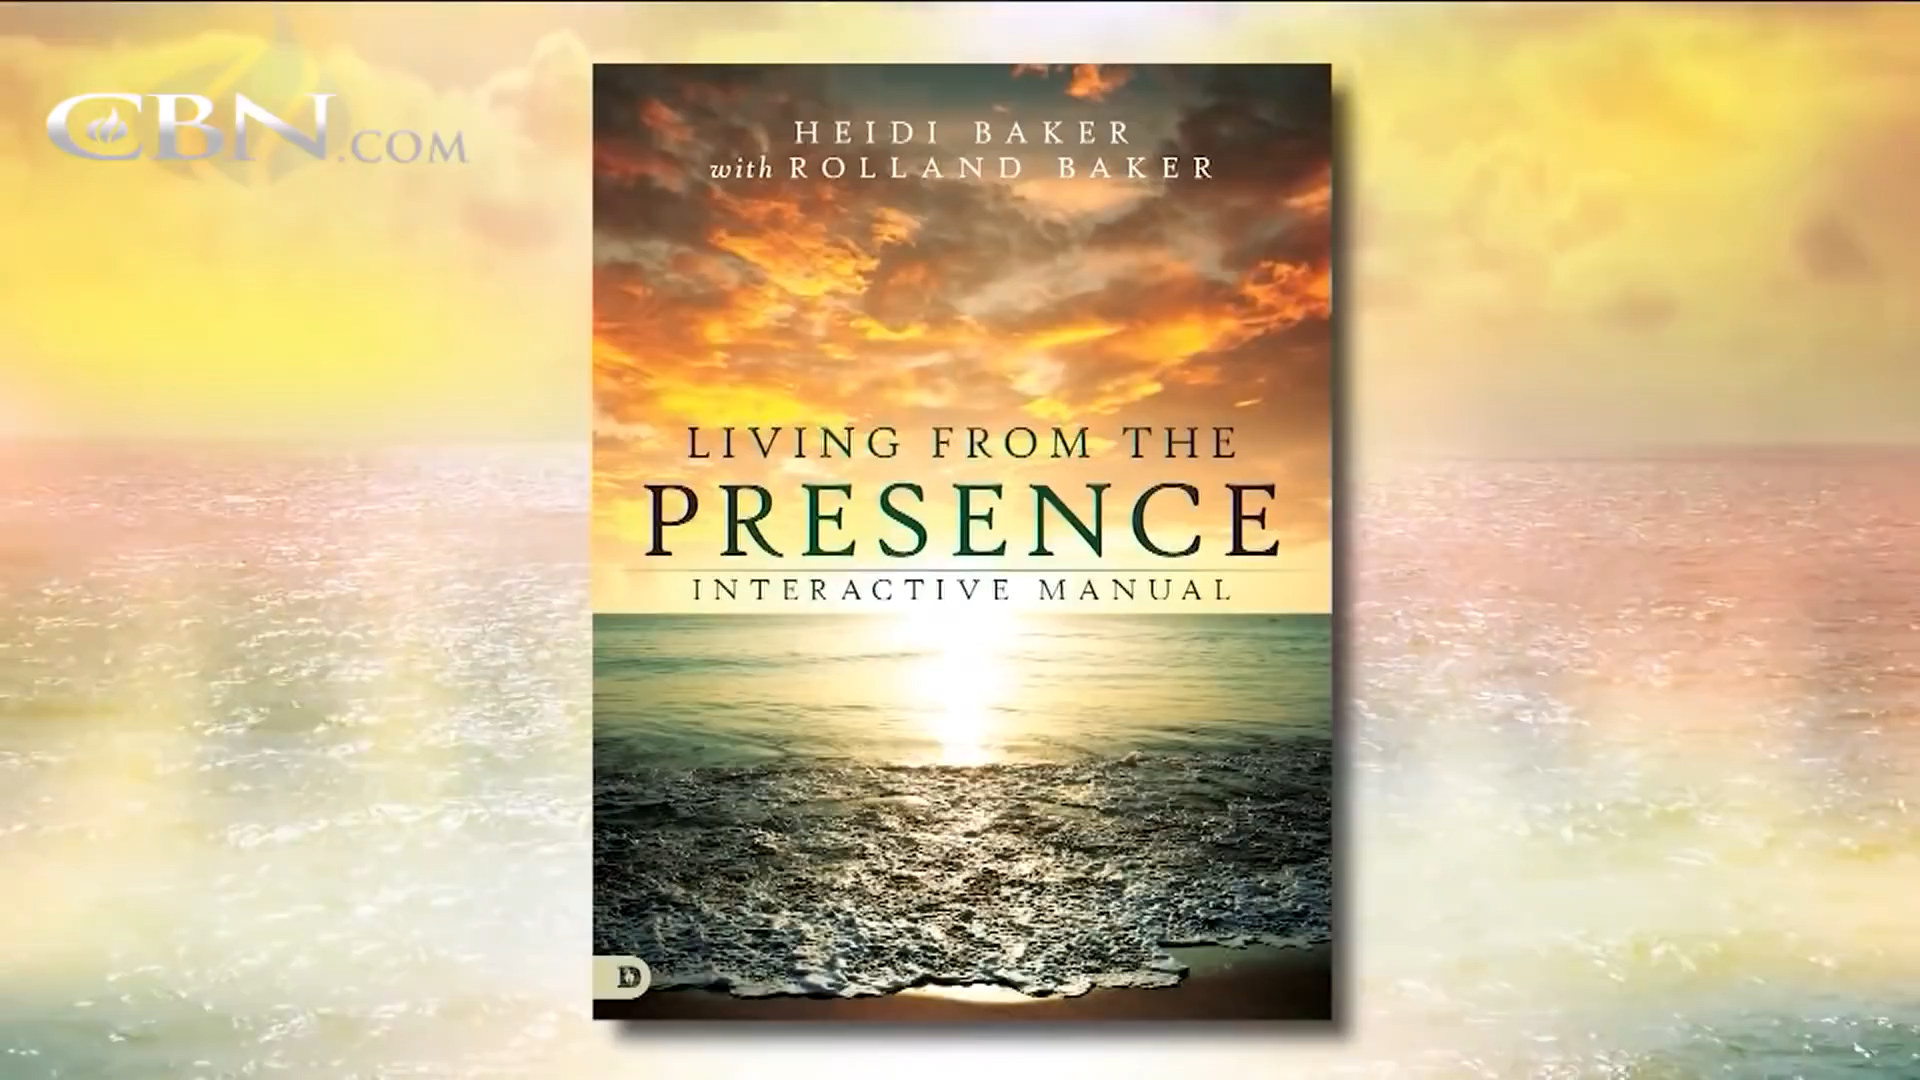 CBN.COM
HEIDI BAKER
with ROLLAND BAKER
LIVING FROM THE
PRESENCE
INTERACTIVE MANUAL
D